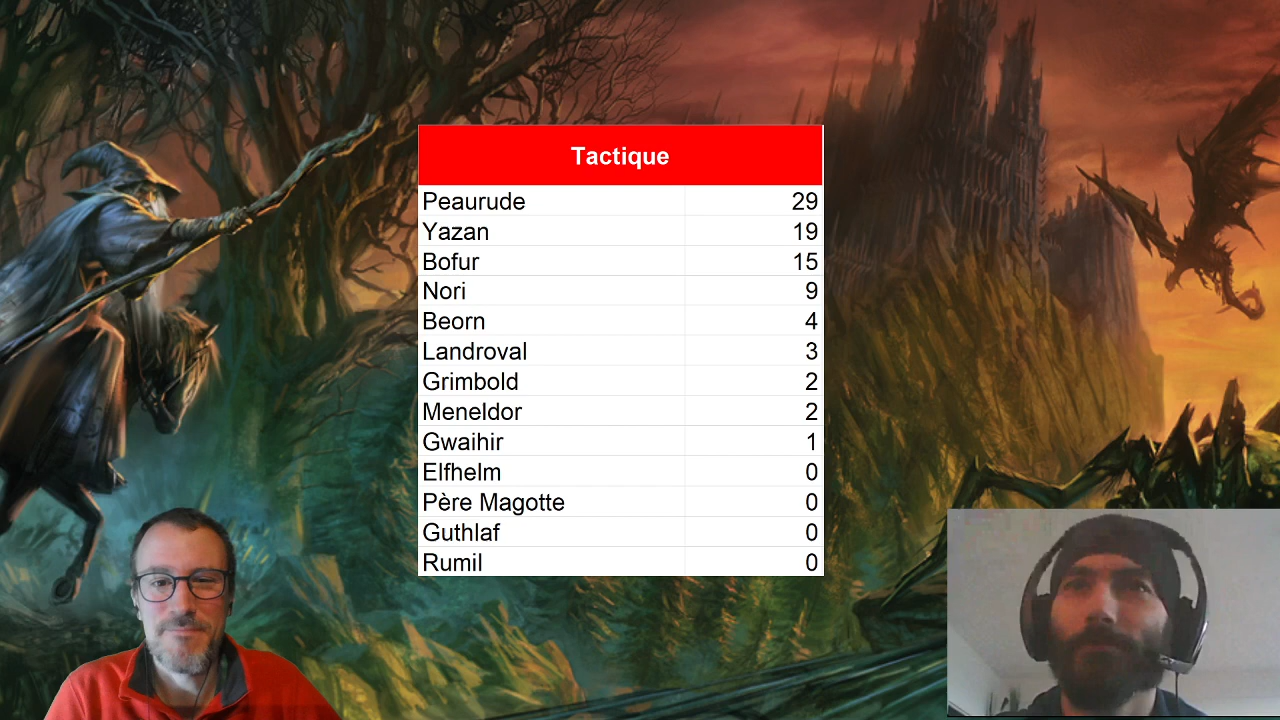 Tactique
Peaurude 29
Yazan 19
Bofur 15
Nori 9
Beorn 4
Landroval 3
Grimbold 2
Meneldor 2
Gwaihir 1
Elfhelm 0
Père Magotte 0
Guthlaf 0
Rumil 0